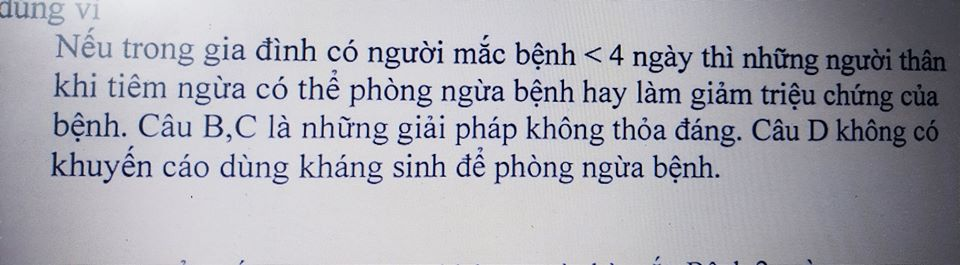 dùng vì
Nếu trong gia đình có người mắc bệnh < 4 ngày thì những người thân
khi tiêm ngừa có thể phòng ngừa bệnh hay làm giảm triệu chứng của
bệnh. Câu B,C là những giải pháp không thỏa đáng. Câu D không có
khuyến cáo dùng kháng sinh để phòng ngừa bệnh.